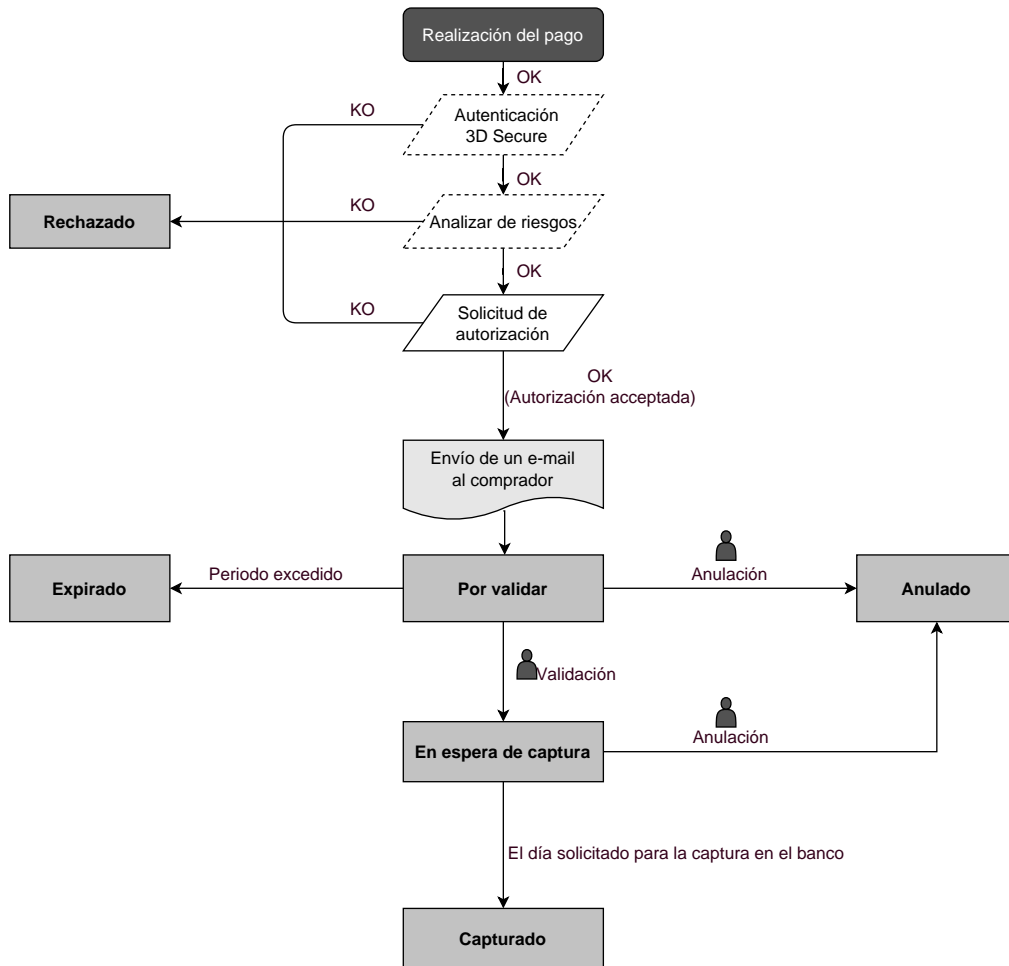 Realización del pago
OK
KO
Autenticación
3D Secure
OK
Rechazado
KO
Analizar de riesgos
OK
KO
Solicitud de
autorización
OK
(Autorización acceptada)
Envío de un e-mail
al comprador
Expirado
Periodo excedido
Por validar
Anulación
Anulado
Validación
En espera de captura
Anulación
El día solicitado para la captura en el banco
Capturado